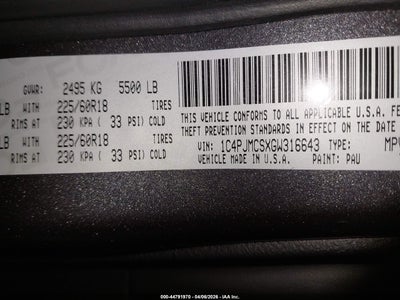 GVWR: 2495 KG 5500 LB
LB WITH 225/60R18 TIRES
RIMS AT 230 KPA ( 33 PSI) COLD
LB WITH 225/60R18 TIRES
RIMS AT 230 KPA ( 33 PSI) COLD
THIS VEHICLE CONFORMS TO ALL APPLICABLE U.S.A. FE
THEFT PREVENTION STANDARDS IN EFFECT ON THE DATE
VIN: 1C4PJMCSXGW316643 TYPE: MPV
VEHICLE MADE IN U.S.A. PAINT: PAU
000-44791970 - 04/06/2026 - IAA Inc.